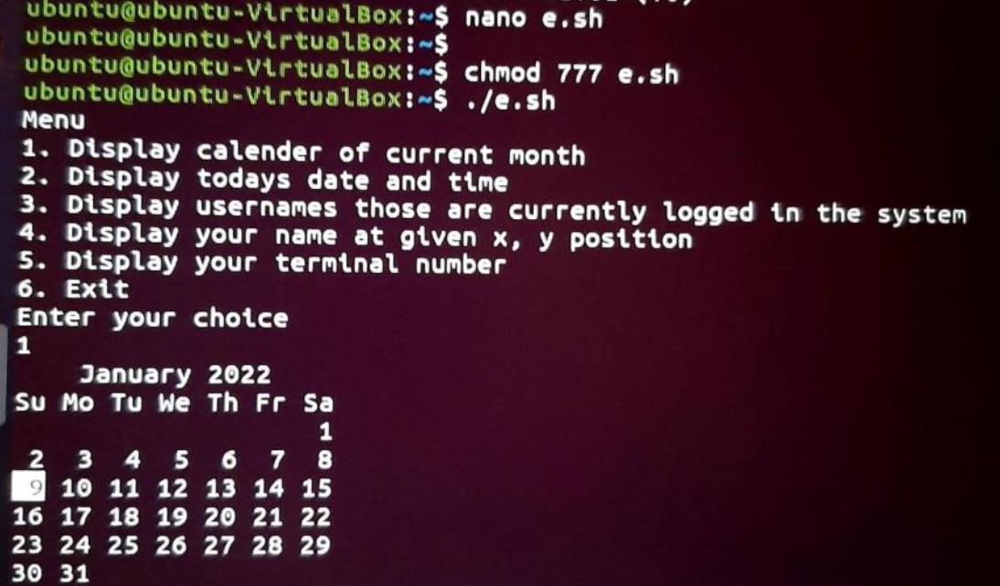 ubuntu@ubuntu-VirtualBox:~$ nano e.sh
ubuntu@ubuntu-VirtualBox:~$
ubuntu@ubuntu-VirtualBox:~$ chmod 777 e.sh
ubuntu@ubuntu-VirtualBox:~$ ./e.sh
Menu
1. Display calender of current month
2. Display todays date and time
3. Display usernames those are currently logged in the system
4. Display your name at given x, y position
5. Display your terminal number
6. Exit
Enter your choice
1
January 2022
Su Mo Tu We Th Fr Sa
1
2 3 4 5 6 7 8
9 10 11 12 13 14 15
16 17 18 19 20 21 22
23 24 25 26 27 28 29
30 31